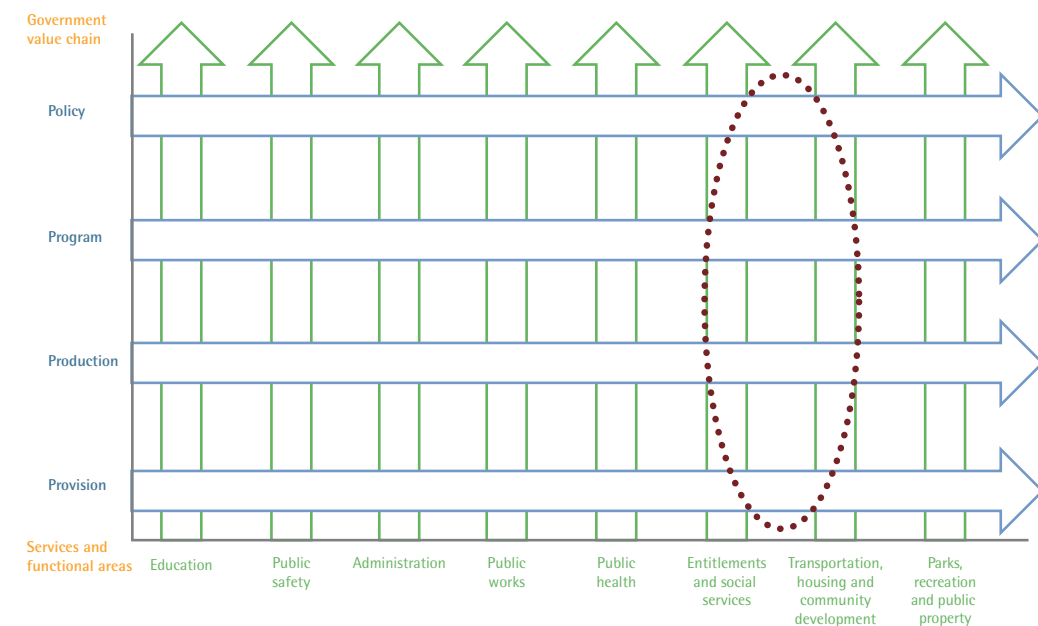 Government
value chain
Policy
Program
Production
Provision
Services and
functional areas
Education
Public
safety
Administration
Public
works
Public
health
Entitlements
and social
services
Transportation,
housing and
community
development
Parks,
recreation
and public
property